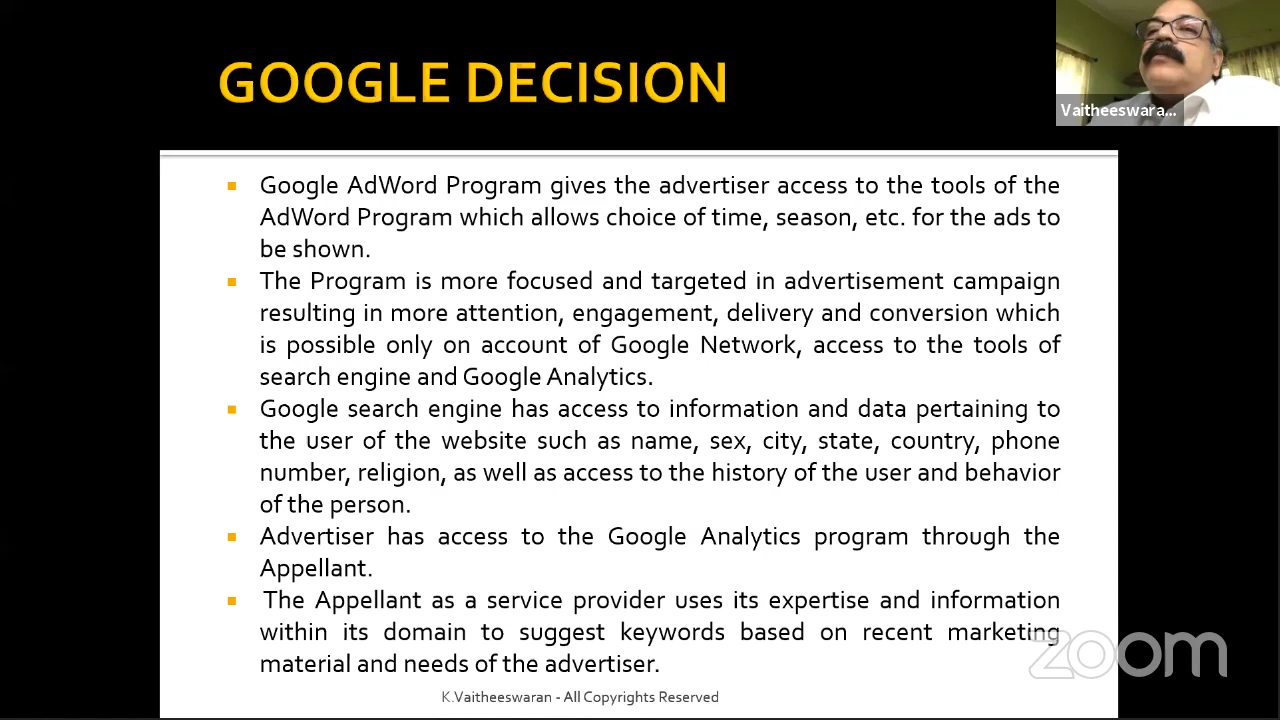 GOOGLE DECISION
Vaitheeswara...
Google AdWord Program gives the advertiser access to the tools of the
AdWord Program which allows choice of time, season, etc. for the ads to
be shown.
The Program is more focused and targeted in advertisement campaign
resulting in more attention, engagement, delivery and conversion which
is possible only on account of Google Network, access to the tools of
search engine and Google Analytics.
Google search engine has access to information and data pertaining to
the user of the website such as name, sex, city, state, country, phone
number, religion, as well as access to the history of the user and behavior
of the person.
Advertiser has access to the Google Analytics program through the
Appellant.
The Appellant as a service provider uses its expertise and information
within its domain to suggest keywords based on recent marketing
material and needs of the advertiser.
zoom
K.Vaitheeswaran - All Copyrights Reserved